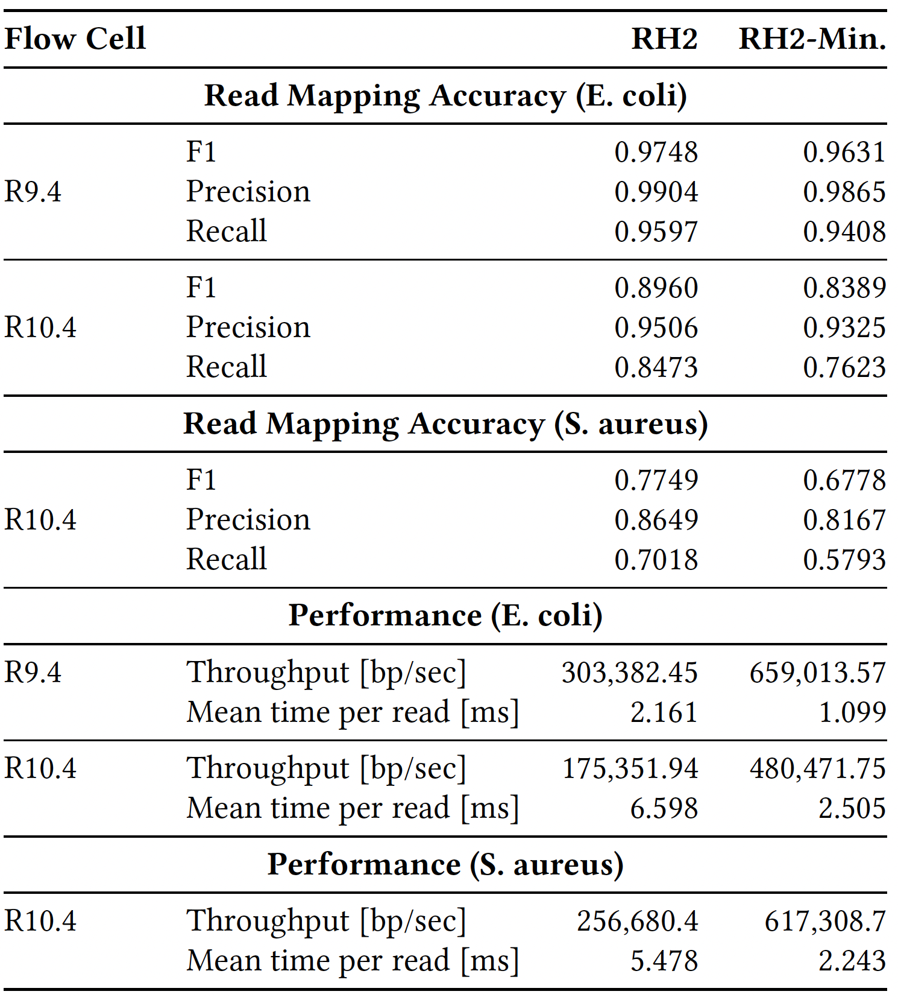 Flow Cell RH2 RH2-Min.
Read Mapping Accuracy (E. coli)
F1 0.9748 0.9631
R9.4 Precision 0.9904 0.9865
Recall 0.9597 0.9408
F1 0.8960 0.8389
R10.4 Precision 0.9506 0.9325
Recall 0.8473 0.7623
Read Mapping Accuracy (S. aureus)
F1 0.7749 0.6778
R10.4 Precision 0.8649 0.8167
Recall 0.7018 0.5793
Performance (E. coli)
R9.4 Throughput [bp/sec] 303,382.45 659,013.57
Mean time per read [ms] 2.161 1.099
R10.4 Throughput [bp/sec] 175,351.94 480,471.75
Mean time per read [ms] 6.598 2.505
Performance (S. aureus)
R10.4 Throughput [bp/sec] 256,680.4 617,308.7
Mean time per read [ms] 5.478 2.243